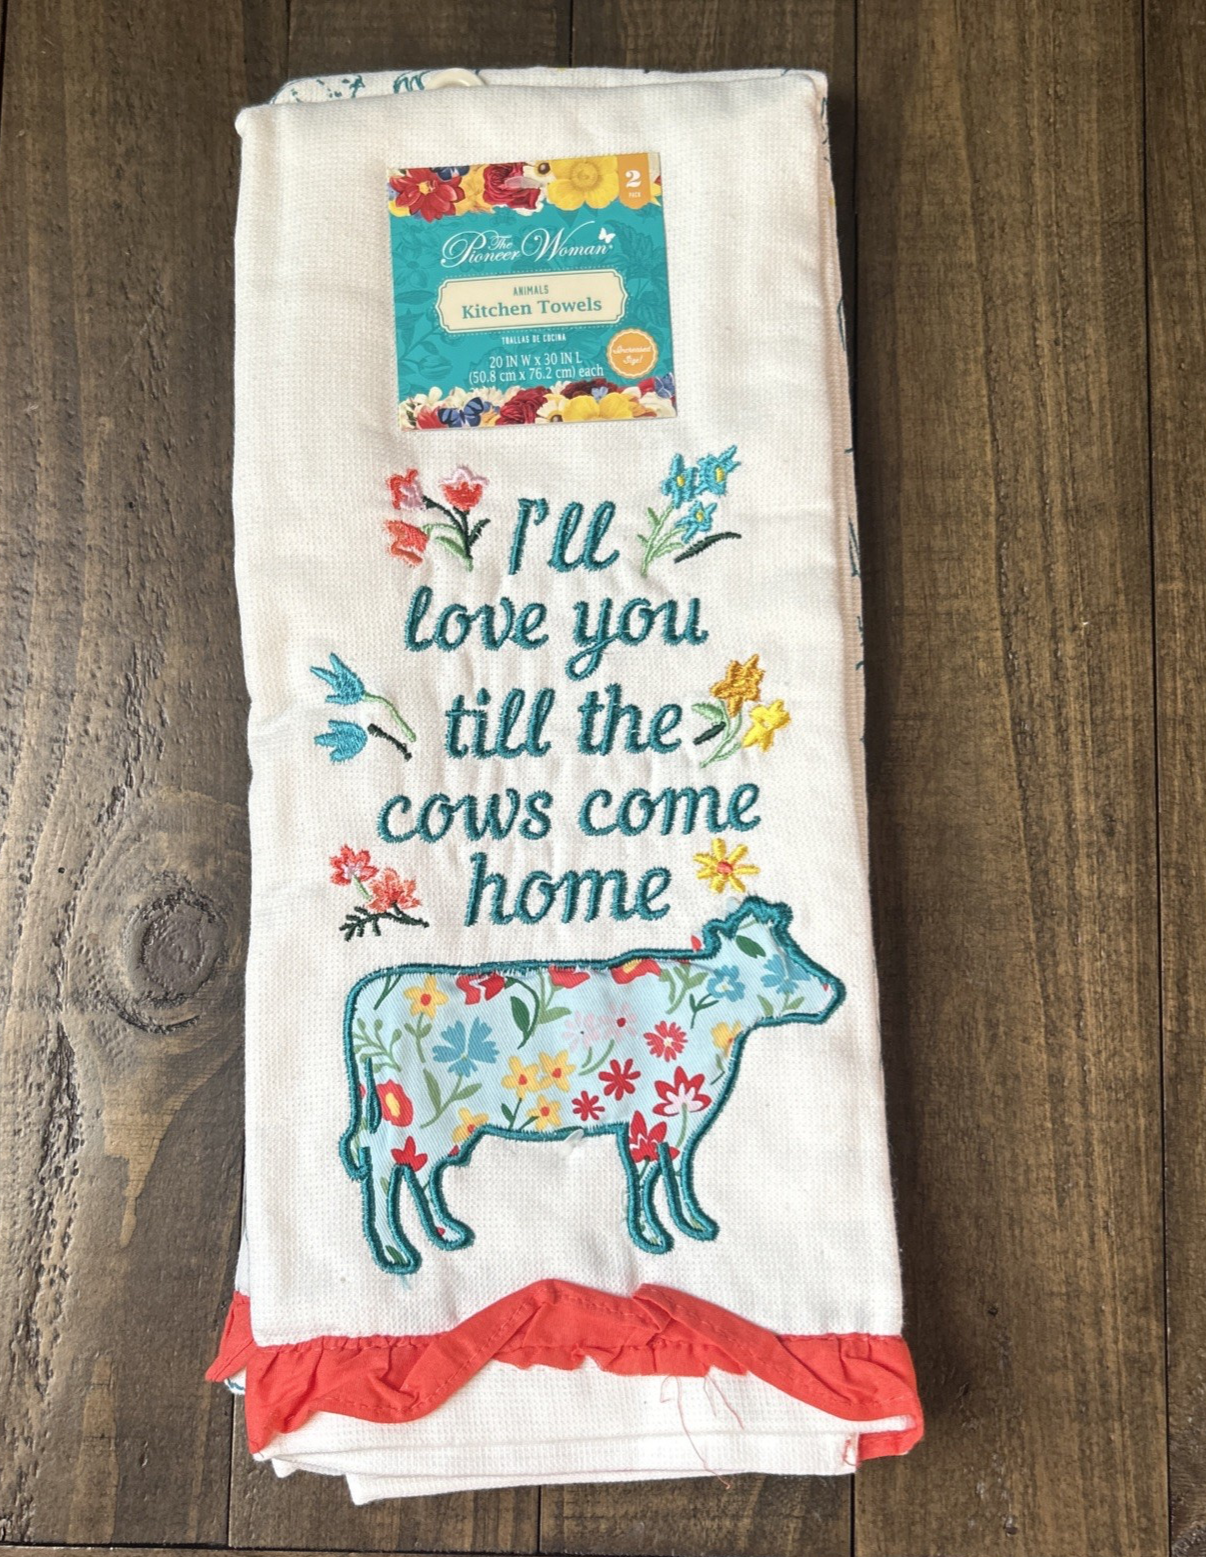 2
PACK
The
Pioneer Woman
ANIMALS
Kitchen Towels
TOALLAS DE COCINA
20 IN W x 30 IN L
(50.8 cm x 76.2 cm) each
I'll
love you
till the
cows come
home